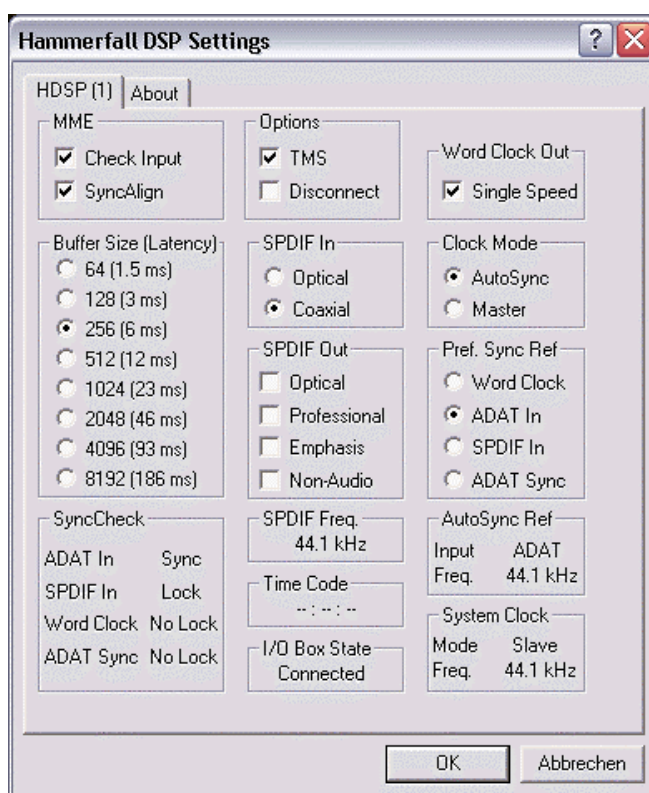 Hammerfall DSP Settings
HDSP (1)
About
MME
Check Input
SyncAlign
Options
TMS
Disconnect
Word Clock Out
Single Speed
Buffer Size (Latency)
64 (1.5 ms)
128 (3 ms)
256 (6 ms)
512 (12 ms)
1024 (23 ms)
2048 (46 ms)
4096 (93 ms)
8192 (186 ms)
SPDIF In
Optical
Coaxial
Clock Mode
AutoSync
Master
SPDIF Out
Optical
Professional
Emphasis
Non-Audio
Pref. Sync Ref
Word Clock
ADAT In
SPDIF In
ADAT Sync
SyncCheck
ADAT In Sync
SPDIF In Lock
Word Clock No Lock
ADAT Sync No Lock
SPDIF Freq.
44.1 kHz
Time Code
-- : -- : --
I/O Box State
Connected
AutoSync Ref
Input ADAT
Freq. 44.1 kHz
System Clock
Mode Slave
Freq. 44.1 kHz
OK
Abbrechen